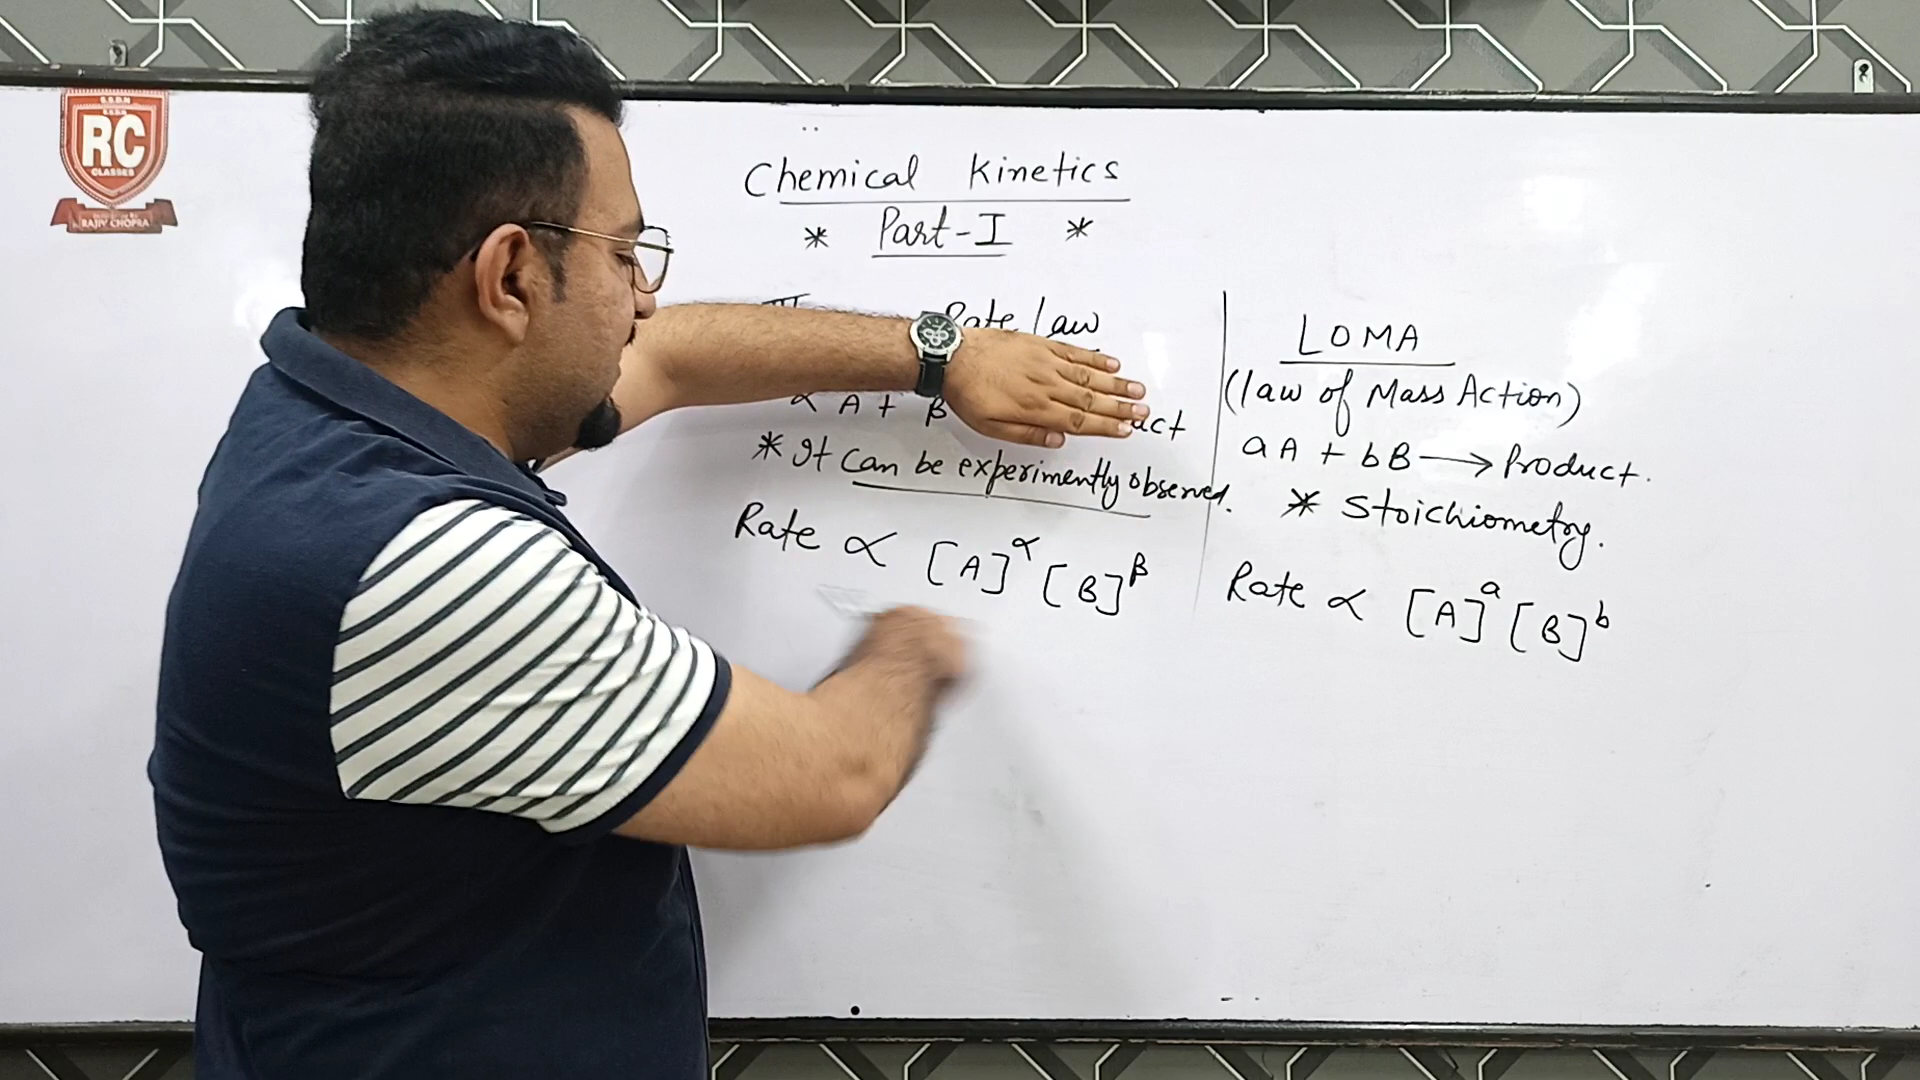 S.S.D.N
RC
CLASSES
RAJIV CHOPRA
Chemical Kinetics
* Part-I *
Rate law
α A + β
uct
* It can be experimently observed.
Rate ∝ [A]^α [B]^β
LOMA
(law of Mass Action)
aA + bB ⟶ Product.
* Stoichiometry.
Rate ∝ [A]^a [B]^b